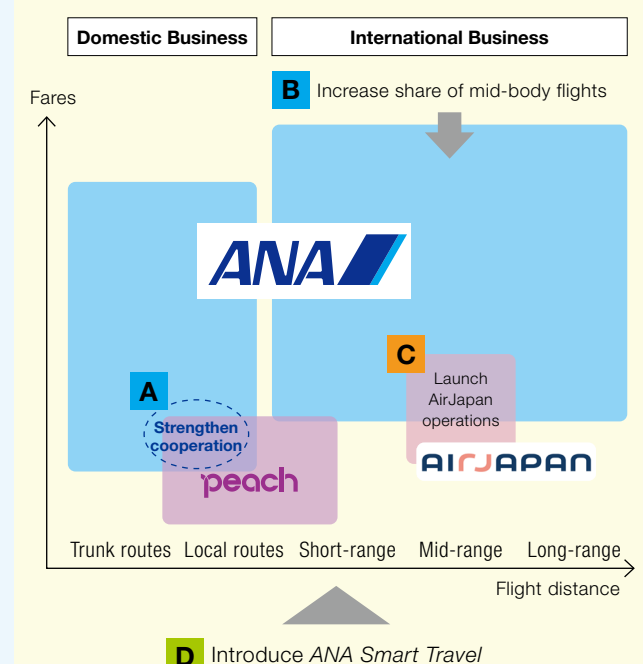 Domestic Business
International Business
B Increase share of mid-body flights
Fares
ANA
C
Launch
AirJapan
operations
A
Strengthen
cooperation
peach
AIRJAPAN
Trunk routes Local routes Short-range Mid-range Long-range
Flight distance
D Introduce ANA Smart Travel